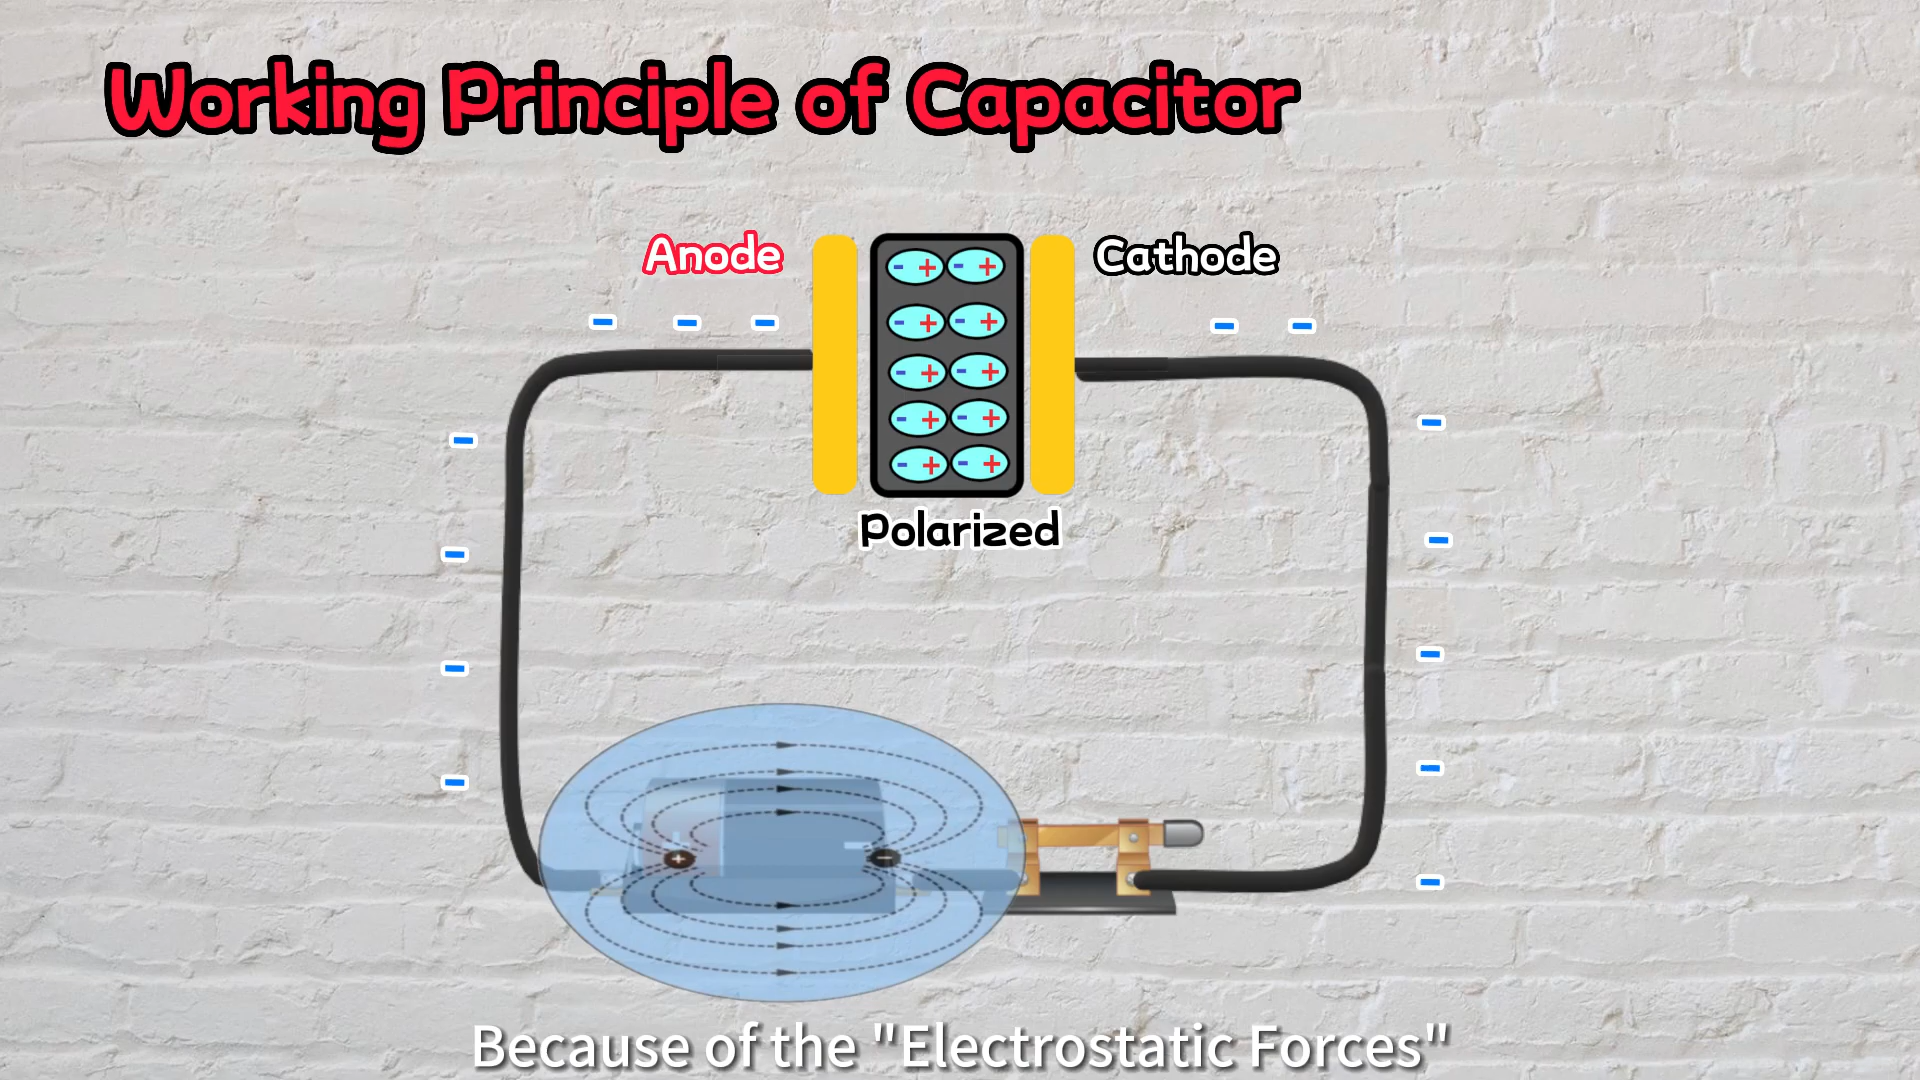 Working Principle of Capacitor
Anode
Cathode
Polarized
Because of the "Electrostatic Forces"